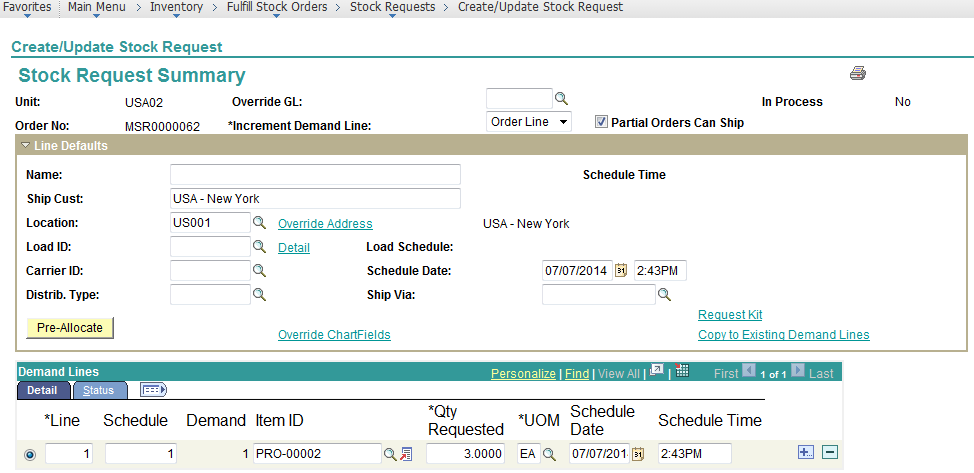 Favorites Main Menu > Inventory > Fulfill Stock Orders > Stock Requests > Create/Update Stock Request
Create/Update Stock Request
Stock Request Summary
Unit: USA02 Override GL: In Process No
Order No: MSR0000062 *Increment Demand Line: Order Line Partial Orders Can Ship
Line Defaults
Name: Schedule Time
Ship Cust: USA - New York
Location: US001 Override Address USA - New York
Load ID: Detail Load Schedule:
Carrier ID: Schedule Date: 07/07/2014 31 2:43PM
Distrib. Type: Ship Via:
Request Kit
Pre-Allocate Override ChartFields Copy to Existing Demand Lines
Demand Lines Personalize | Find | View All | | First 1 of 1 Last
Detail Status
*Line Schedule Demand Item ID *Qty Requested *UOM Schedule Date Schedule Time
1 1 1 PRO-00002 3.0000 EA 07/07/201 31 2:43PM